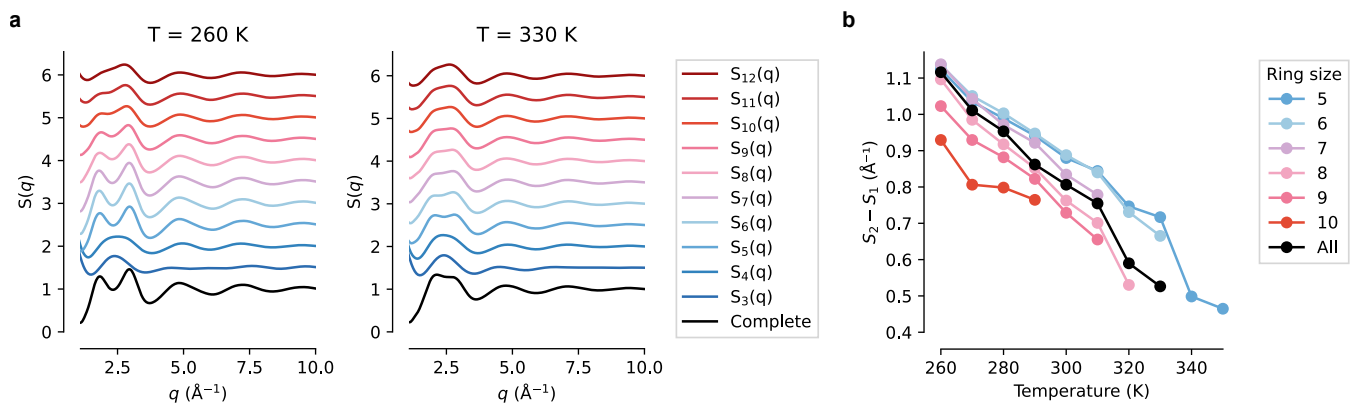 a
T = 260 K
T = 330 K
S(q)
6
5
4
3
2
1
0
2.5 5.0 7.5 10.0
q (Å⁻¹)
S(q)
6
5
4
3
2
1
0
2.5 5.0 7.5 10.0
q (Å⁻¹)
S₁₂(q)
S₁₁(q)
S₁₀(q)
S₉(q)
S₈(q)
S₇(q)
S₆(q)
S₅(q)
S₄(q)
S₃(q)
Complete
b
S₂ − S₁ (Å⁻¹)
1.1
1.0
0.9
0.8
0.7
0.6
0.5
0.4
260 280 300 320 340
Temperature (K)
Ring size
5
6
7
8
9
10
All